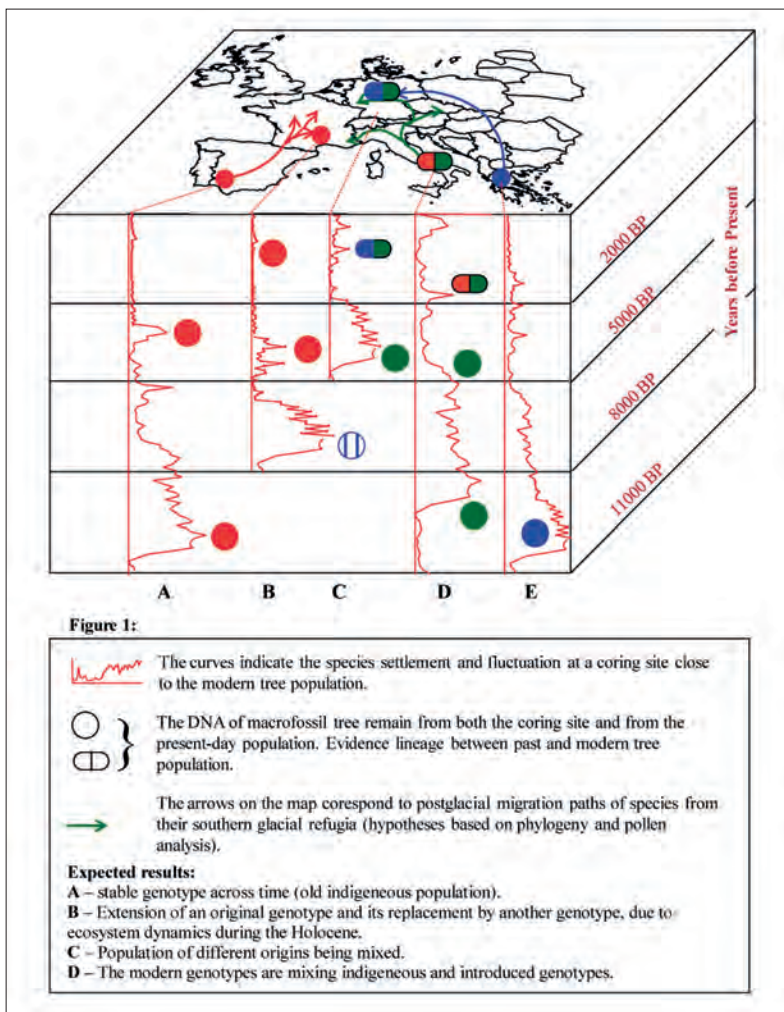 2000 BP
5000 BP
8000 BP
11000 BP
Years before Present
A B C D E
Figure 1:
The curves indicate the species settlement and fluctuation at a coring site close
to the modern tree population.
The DNA of macrofossil tree remain from both the coring site and from the
present-day population. Evidence lineage between past and modern tree
population.
The arrows on the map corespond to postglacial migration paths of species from
their southern glacial refugia (hypotheses based on phylogeny and pollen
analysis).
Expected results:
A – stable genotype across time (old indigeneous population).
B – Extension of an original genotype and its replacement by another genotype, due to
ecosystem dynamics during the Holocene.
C – Population of different origins being mixed.
D – The modern genotypes are mixing indigenous and introduced genotypes.